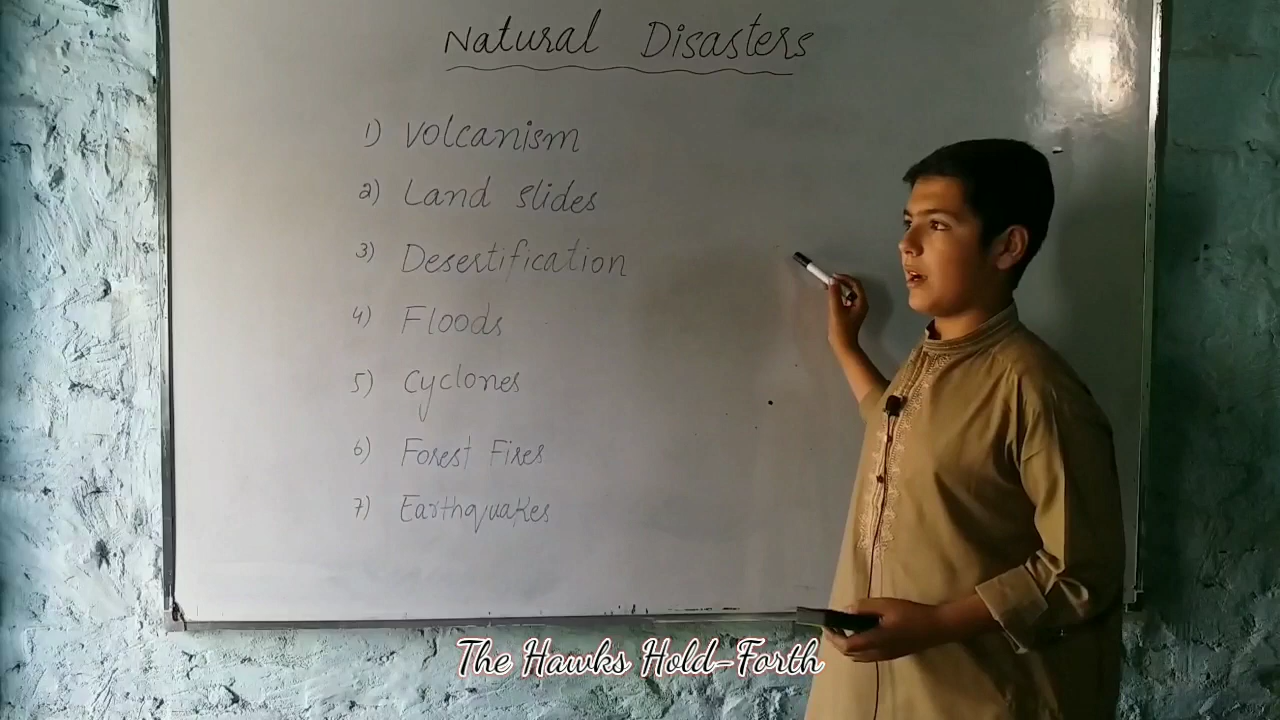 Natural Disasters
1) Volcanism
2) Land slides
3) Desertification
4) Floods
5) Cyclones
6) Forest Fires
7) Earthquakes
The Hawks Hold-Forth